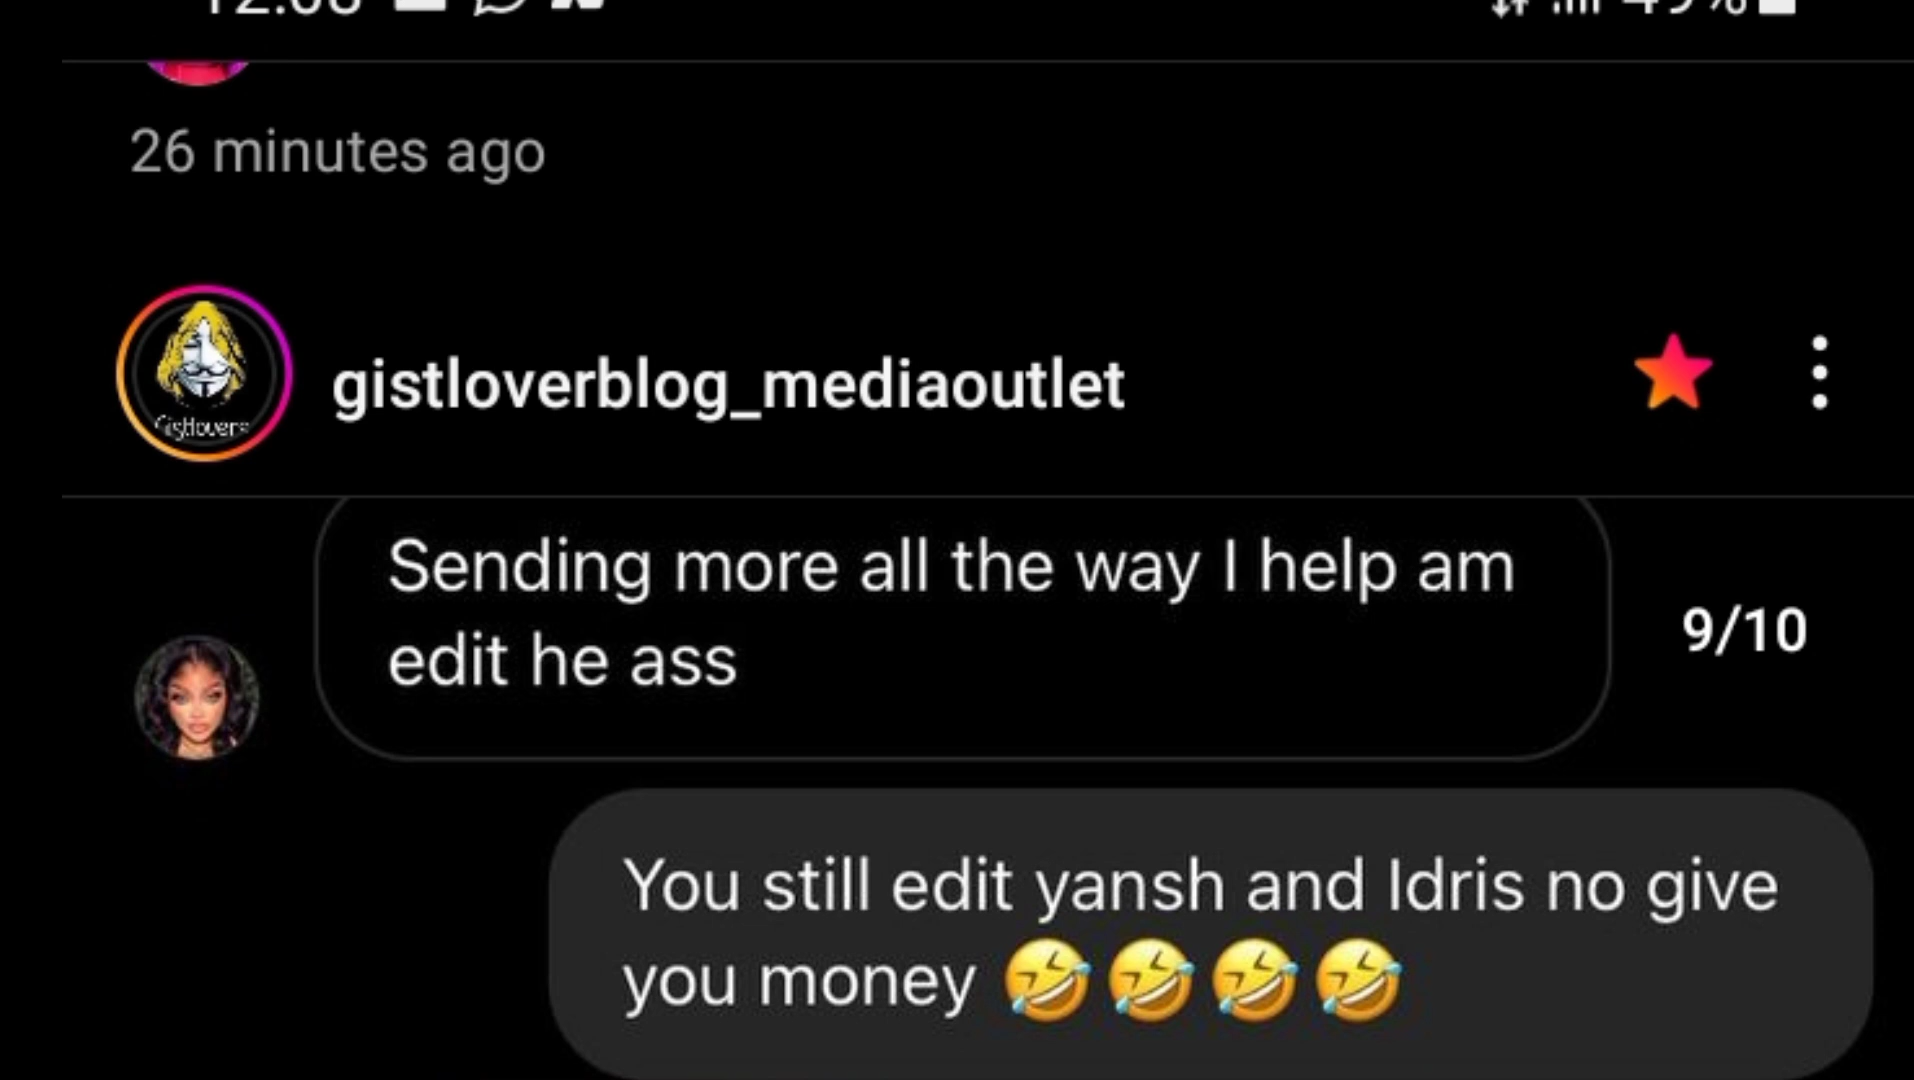 26 minutes ago
gistloverblog_mediaoutlet
Gistlovers
Sending more all the way I help am
edit he ass
9/10
You still edit yansh and Idris no give
you money 🤣🤣🤣🤣